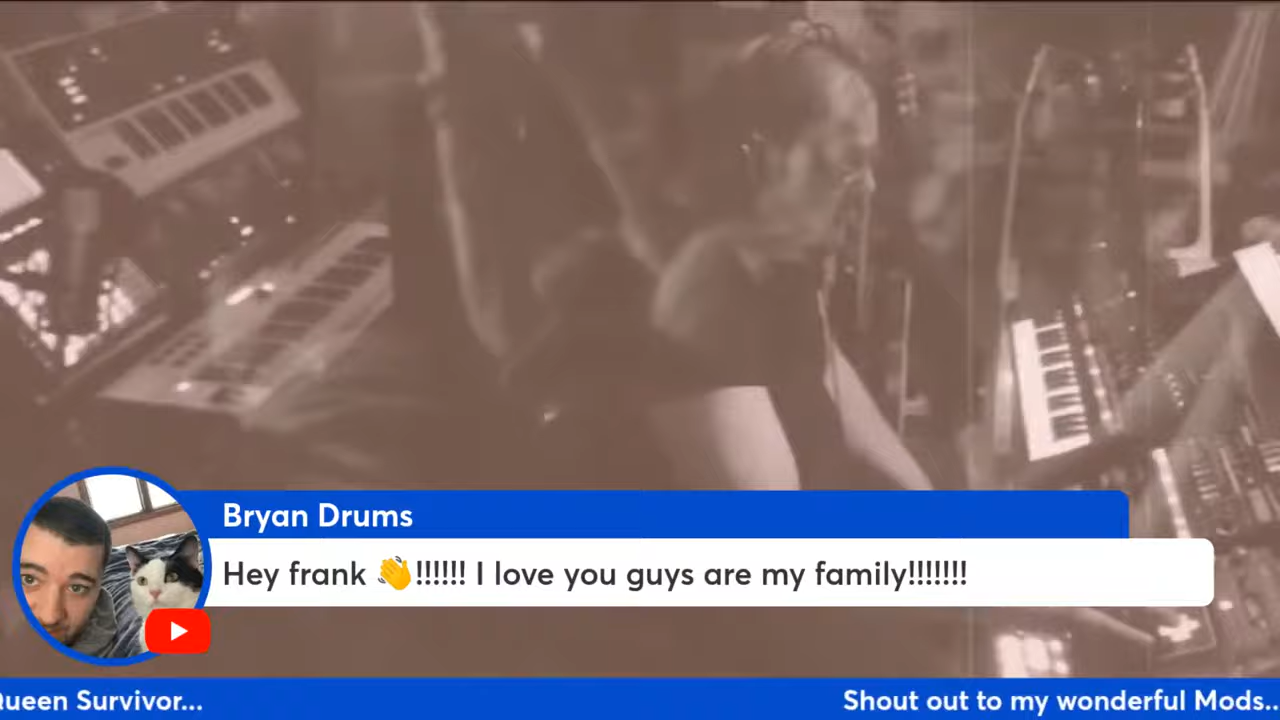 Bryan Drums
Hey frank 👋!!!!!! I love you guys are my family!!!!!!!
Queen Survivor...
Shout out to my wonderful Mods..